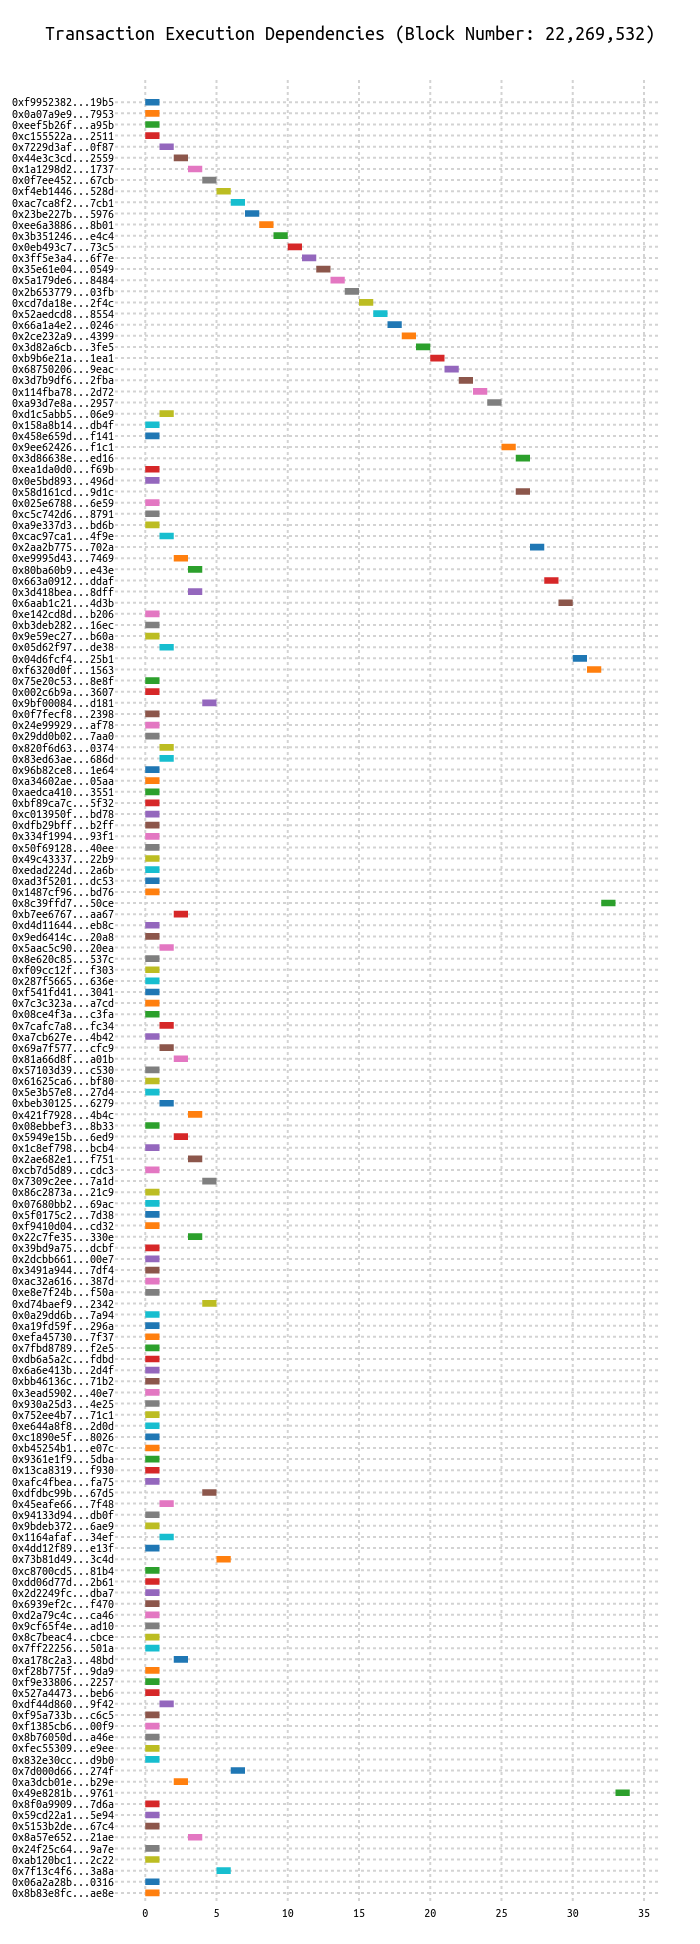 Transaction Execution Dependencies (Block Number: 22,269,532)
0xf9952382...19b5
0x0a07a9e9...7953
0xeef5b26f...a95b
0xc155522a...2511
0x7229d3af...0f87
0x44e3c3cd...2559
0x1a1298d2...1737
0x0f7ee452...67cb
0xf4eb1446...528d
0xac7ca8f2...7cb1
0x23be227b...5976
0xee6a3886...8b01
0x3b351246...e4c4
0x0eb493c7...73c5
0x3ff5e3a4...6f7e
0x35e61e04...0549
0x5a179de6...8484
0x2b653779...03fb
0xcd7da18e...2f4c
0x52aedcd8...8554
0x66a1a4e2...0246
0x2ce232a9...4399
0x3d82a6cb...3fe5
0xb9b6e21a...1ea1
0x68750206...9eac
0x3d7b9df6...2fba
0x114fba78...2d72
0xa93d7e8a...2957
0xd1c5abb5...06e9
0x158a8b14...db4f
0x458e659d...f141
0x9ee62426...f1c1
0x3d86638e...ed16
0xea1da0d0...f69b
0x0e5bd893...496d
0x58d161cd...9d1c
0x025e6788...6e59
0xc5c742d6...8791
0xa9e337d3...bd6b
0xcac97ca1...4f9e
0x2aa2b775...702a
0xe9995d43...7469
0x80ba60b9...e43e
0x663a0912...ddaf
0x3d418bea...8dff
0x6aab1c21...4d3b
0xe142cd8d...b206
0xb3deb282...16ec
0x9e59ec27...b60a
0x05d62f97...de38
0x04d6fcf4...25b1
0xf6320d0f...1563
0x75e20c53...8e8f
0x002c6b9a...3607
0x9bf00084...d181
0x0f7fecf8...2398
0x24e99929...af78
0x29dd0b02...7aa0
0x820f6d63...0374
0x83ed63ae...686d
0x96b82ce8...1e64
0xa34602ae...05aa
0xaedca410...3551
0xbf89ca7c...5f32
0xc013950f...bd78
0xdfb29bff...b2ff
0x334f1994...93f1
0x50f69128...40ee
0x49c43337...22b9
0xedad224d...2a6b
0xad3f5201...dc53
0x1487cf96...bd76
0x8c39ffd7...50ce
0xb7ee6767...aa67
0xd4d11644...eb8c
0x9ed6414c...20a8
0x5aac5c90...20ea
0x8e620c85...537c
0xf09cc12f...f303
0x287f5665...636e
0xf541fd41...3041
0x7c3c323a...a7cd
0x08ce4f3a...c3fa
0x7cafc7a8...fc34
0xa7cb627e...4b42
0x69a7f577...cfc9
0x81a66d8f...a01b
0x57103d39...c530
0x61625ca6...bf80
0x5e3b57e8...27d4
0xbeb30125...6279
0x421f7928...4b4c
0x08ebbef3...8b33
0x5949e15b...6ed9
0x1c8ef798...bcb4
0x2ae682e1...f751
0xcb7d5d89...cdc3
0x7309c2ee...7a1d
0x86c2873a...21c9
0x07680bb2...69ac
0x5f0175c2...7d38
0xf9410d04...cd32
0x22c7fe35...330e
0x39bd9a75...dcbf
0x2dcbb661...00e7
0x3491a944...7df4
0xac32a616...387d
0xe8e7f24b...f50a
0xd74baef9...2342
0x0a29dd6b...7a94
0xa19fd59f...296a
0xefa45730...7f37
0x7fbd8789...f2e5
0xdb6a5a2c...fdbd
0x6a6e413b...2d4f
0xbb46136c...71b2
0x3ead5902...40e7
0x930a25d3...4e25
0x752ee4b7...71c1
0xe644a8f8...2d0d
0xc1890e5f...8026
0xb45254b1...e07c
0x9361e1f9...5dba
0x13ca8319...f930
0xafc4fbea...fa75
0xdfdbc99b...67d5
0x45eafe66...7f48
0x94133d94...db0f
0x9bdeb372...6ae9
0x1164afaf...34ef
0x4dd12f89...e13f
0x73b81d49...3c4d
0xc8700cd5...81b4
0xdd06d77d...2b61
0x2d2249fc...dba7
0x6939ef2c...f470
0xd2a79c4c...ca46
0x9cf65f4e...ad10
0x8c7beac4...cbce
0x7ff22256...501a
0xa178c2a3...48bd
0xf28b775f...9da9
0xf9e33806...2257
0x527a4473...beb6
0xdf44d860...9f42
0xf95a733b...c6c5
0xf1385cb6...00f9
0x8b76050d...a46e
0xfec55309...e9ee
0x832e30cc...d9b0
0x7d000d66...274f
0xa3dcb01e...b29e
0x49e8281b...9761
0x8f0a9909...7d6a
0x59cd22a1...5e94
0x5153b2de...67c4
0x8a57e652...21ae
0x24f25c64...9a7e
0xab120bc1...2c22
0x7f13c4f6...3a8a
0x06a2a28b...0316
0x8b83e8fc...ae8e
0 5 10 15 20 25 30 35